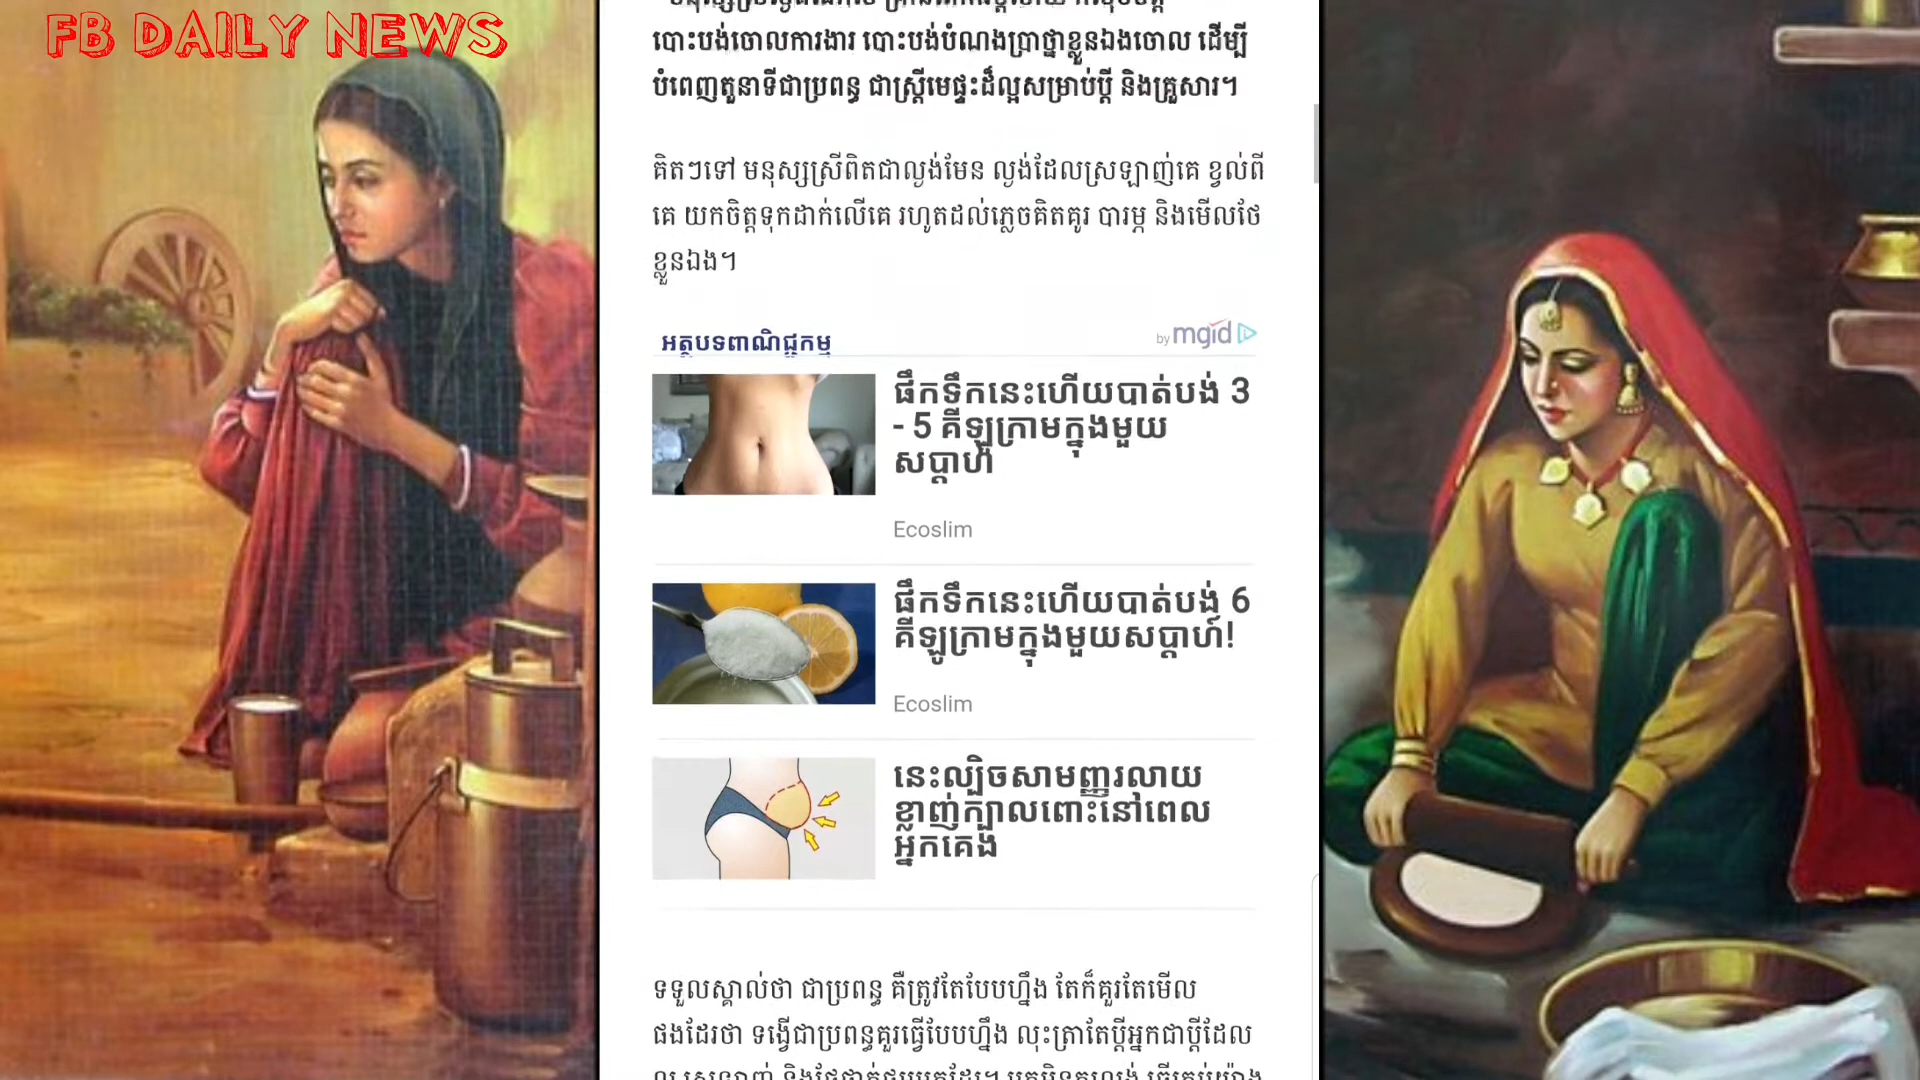 FB DAILY NEWS
បោះបង់ចោលការងារ បោះបង់បំណងប្រាថ្នាខ្លួនឯងចោល ដើម្បី
បំពេញតួនាទីជាប្រពន្ធ ជាស្ត្រីមេផ្ទះដ៏ល្អសម្រាប់ប្ដី និងគ្រួសារ។
គិតៗទៅ មនុស្សស្រីពិតជាល្ងង់មែន ល្ងង់ដែលស្រឡាញ់គេ ខ្វល់ពី
គេ យកចិត្តទុកដាក់លើគេ រហូតដល់ភ្លេចគិតគូរ បារម្ភ និងមើលថែ
ខ្លួនឯង។
អត្ថបទពាណិជ្ជកម្ម
by mgid
ផឹកទឹកនេះហើយបាត់បង់ 3
- 5 គីឡូក្រាមក្នុងមួយ
សប្តាហ៍
Ecoslim
ផឹកទឹកនេះហើយបាត់បង់ 6
គីឡូក្រាមក្នុងមួយសប្តាហ៍!
Ecoslim
នេះល្បិចសាមញ្ញរលាយ
ខ្លាញ់ក្បាលពោះនៅពេល
អ្នកគេង
ទទួលស្គាល់ថា ជាប្រពន្ធ គឺត្រូវតែបែបហ្នឹង តែក៏គួរតែមើល
ផងដែរថា ទង្វើជាប្រពន្ធគួរធ្វើបែបហ្នឹង លុះត្រាតែប្ដីអ្នកជាប្ដីដែល